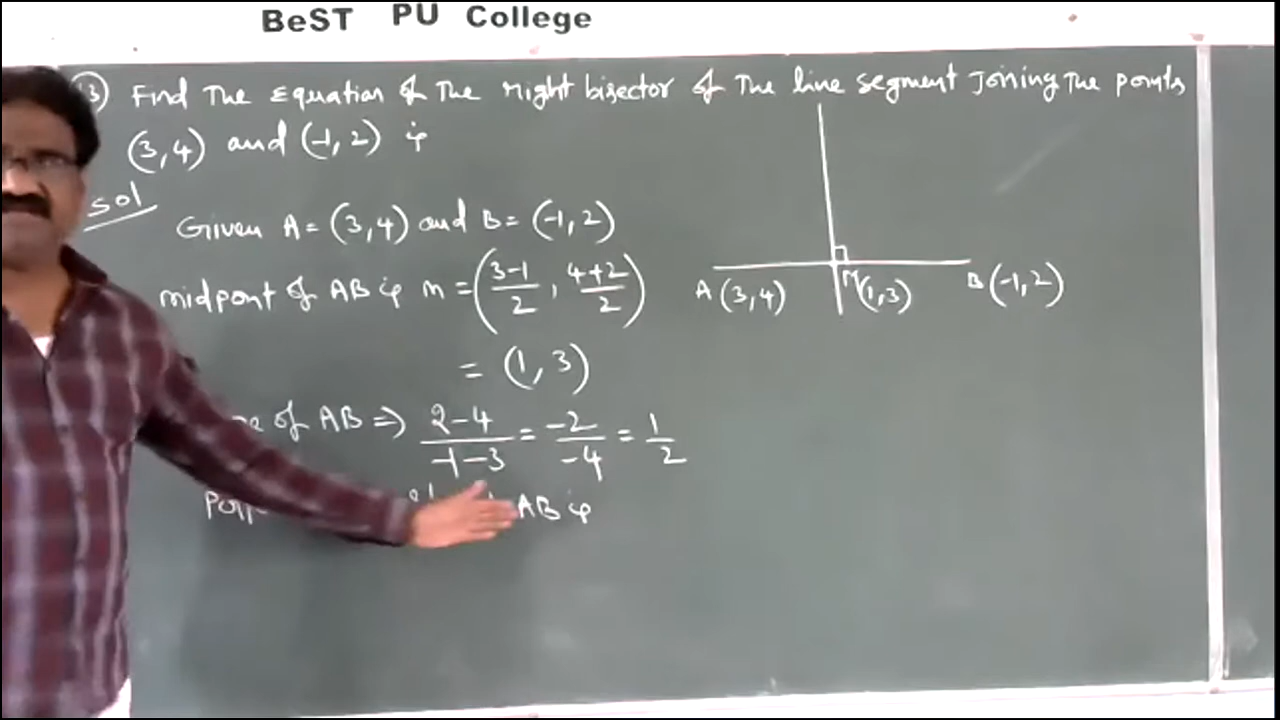 BeST PU College
3) Find The Equation of The right bisector of The line segment Joining The points
(3,4) and (-1,2) is
sol
Given A=(3,4) and B=(-1,2)
midpont of AB is m = (3-1/2, 4+2/2)
A(3,4) M(1,3) B(-1,2)
= (1,3)
of AB ⇒ 2-4/-1-3 = -2/-4 = 1/2
AB is